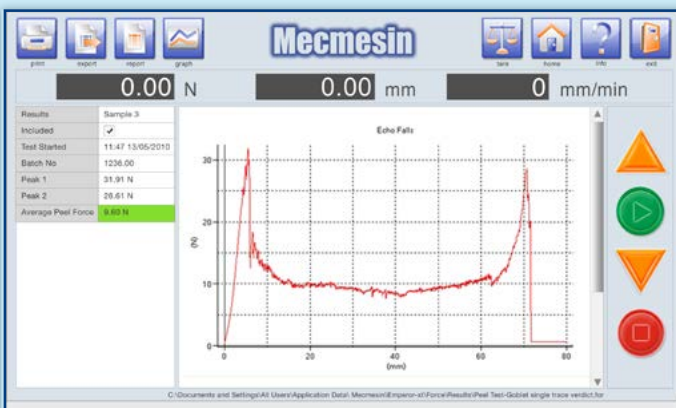 print export report graph Mecmesin tare home info exit
0.00 N 0.00 mm 0 mm/min
Results Sample 3
Included
Test Started 11:47 13/05/2010
Batch No 1236.00
Peak 1 31.91 N
Peak 2 28.61 N
Average Peel Force 9.60 N
Echo Falls
30
20
(N)
10
0
0 20 40 60 80
(mm)
C:\Documents and Settings\All Users\Application Data\ Mecmesin\Emperor-xt\Force\Results\Peel Test-Goblet single trace verdict.for